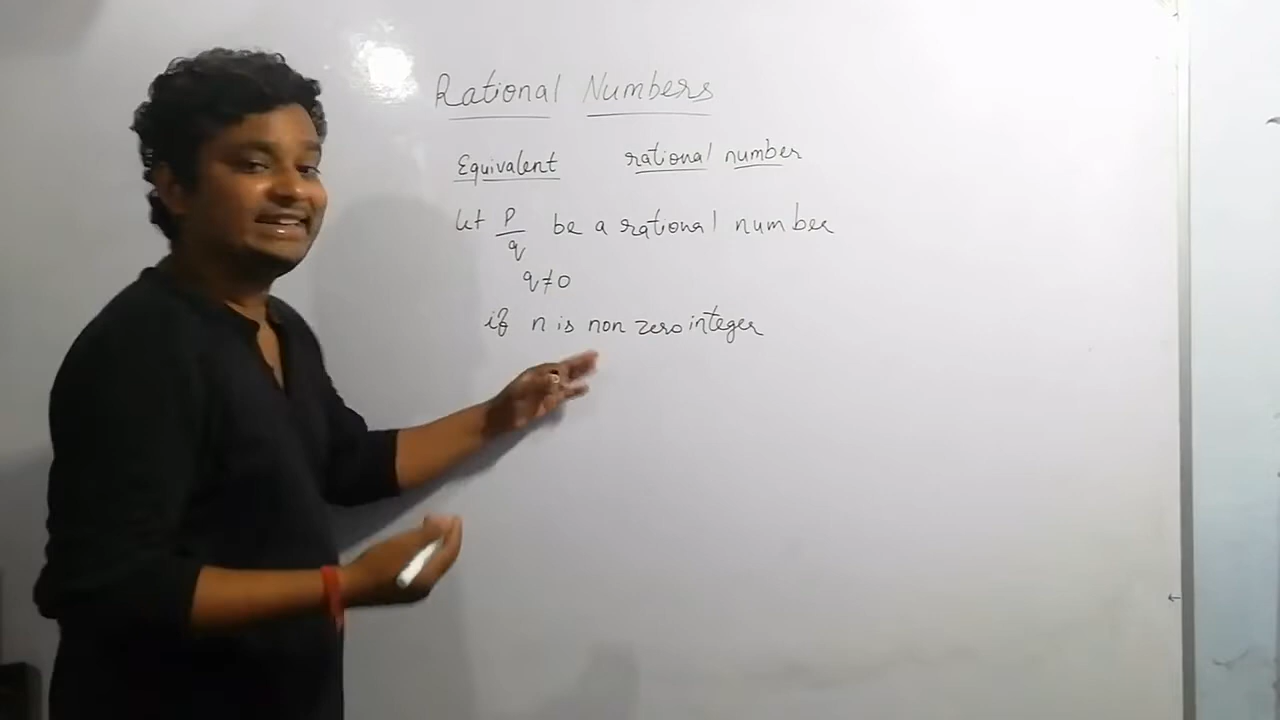 Rational Numbers
Equivalent rational number
let p/q be a rational number
q≠0
if n is non zero integer